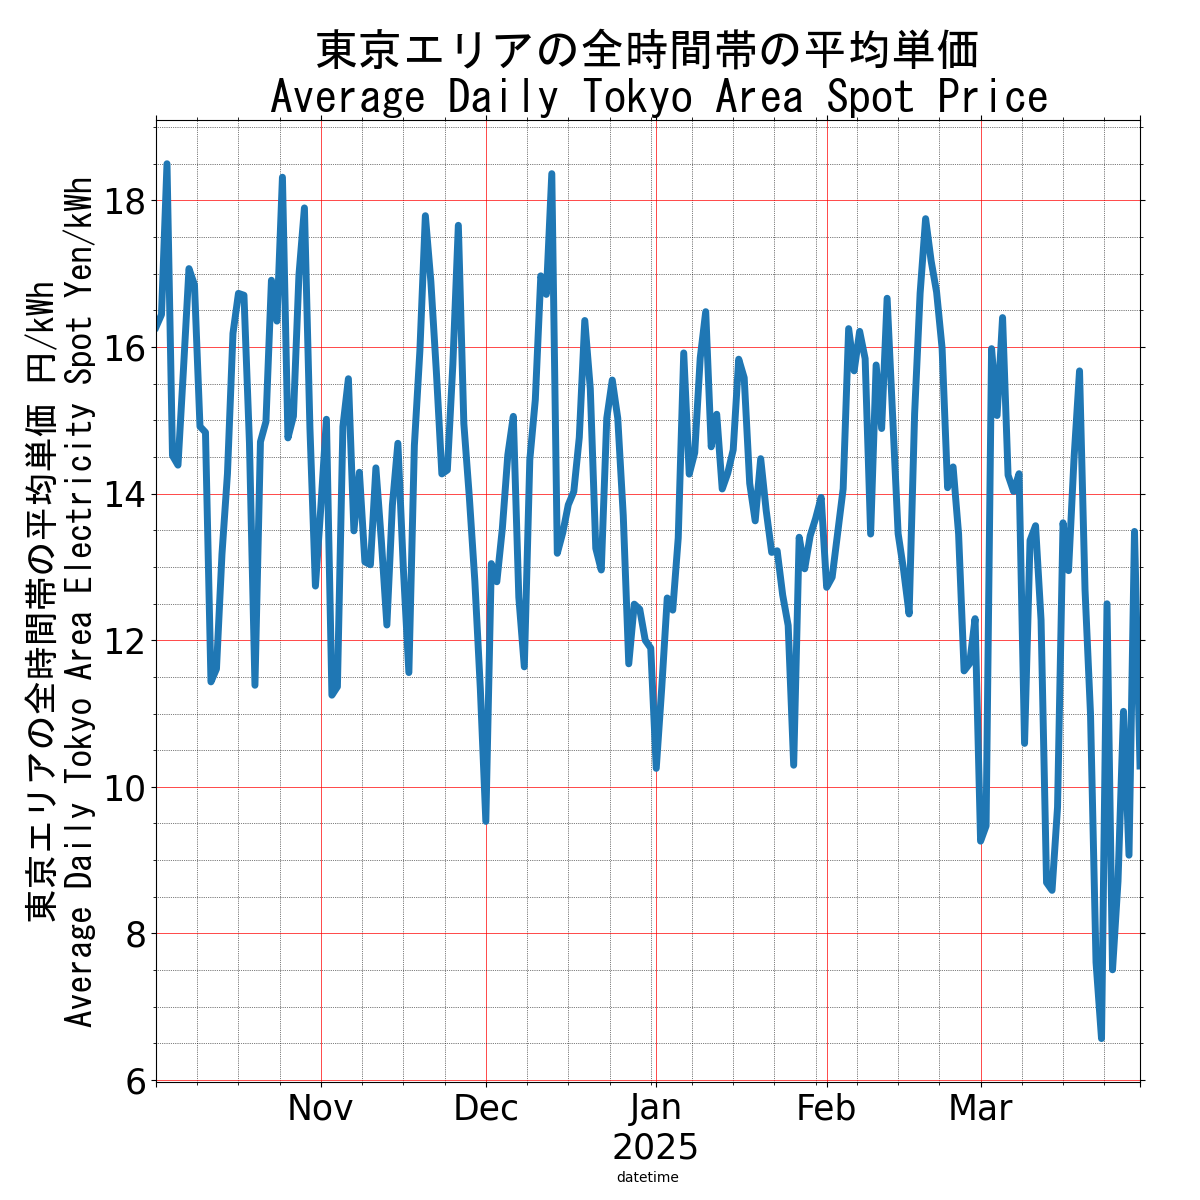 東京エリアの全時間帯の平均単価
Average Daily Tokyo Area Spot Price
東京エリアの全時間帯の平均単価 円/kWh
Average Daily Tokyo Area Electricity Spot Yen/kWh
18
16
14
12
10
8
6
Nov
Dec
Jan
Feb
Mar
2025
datetime